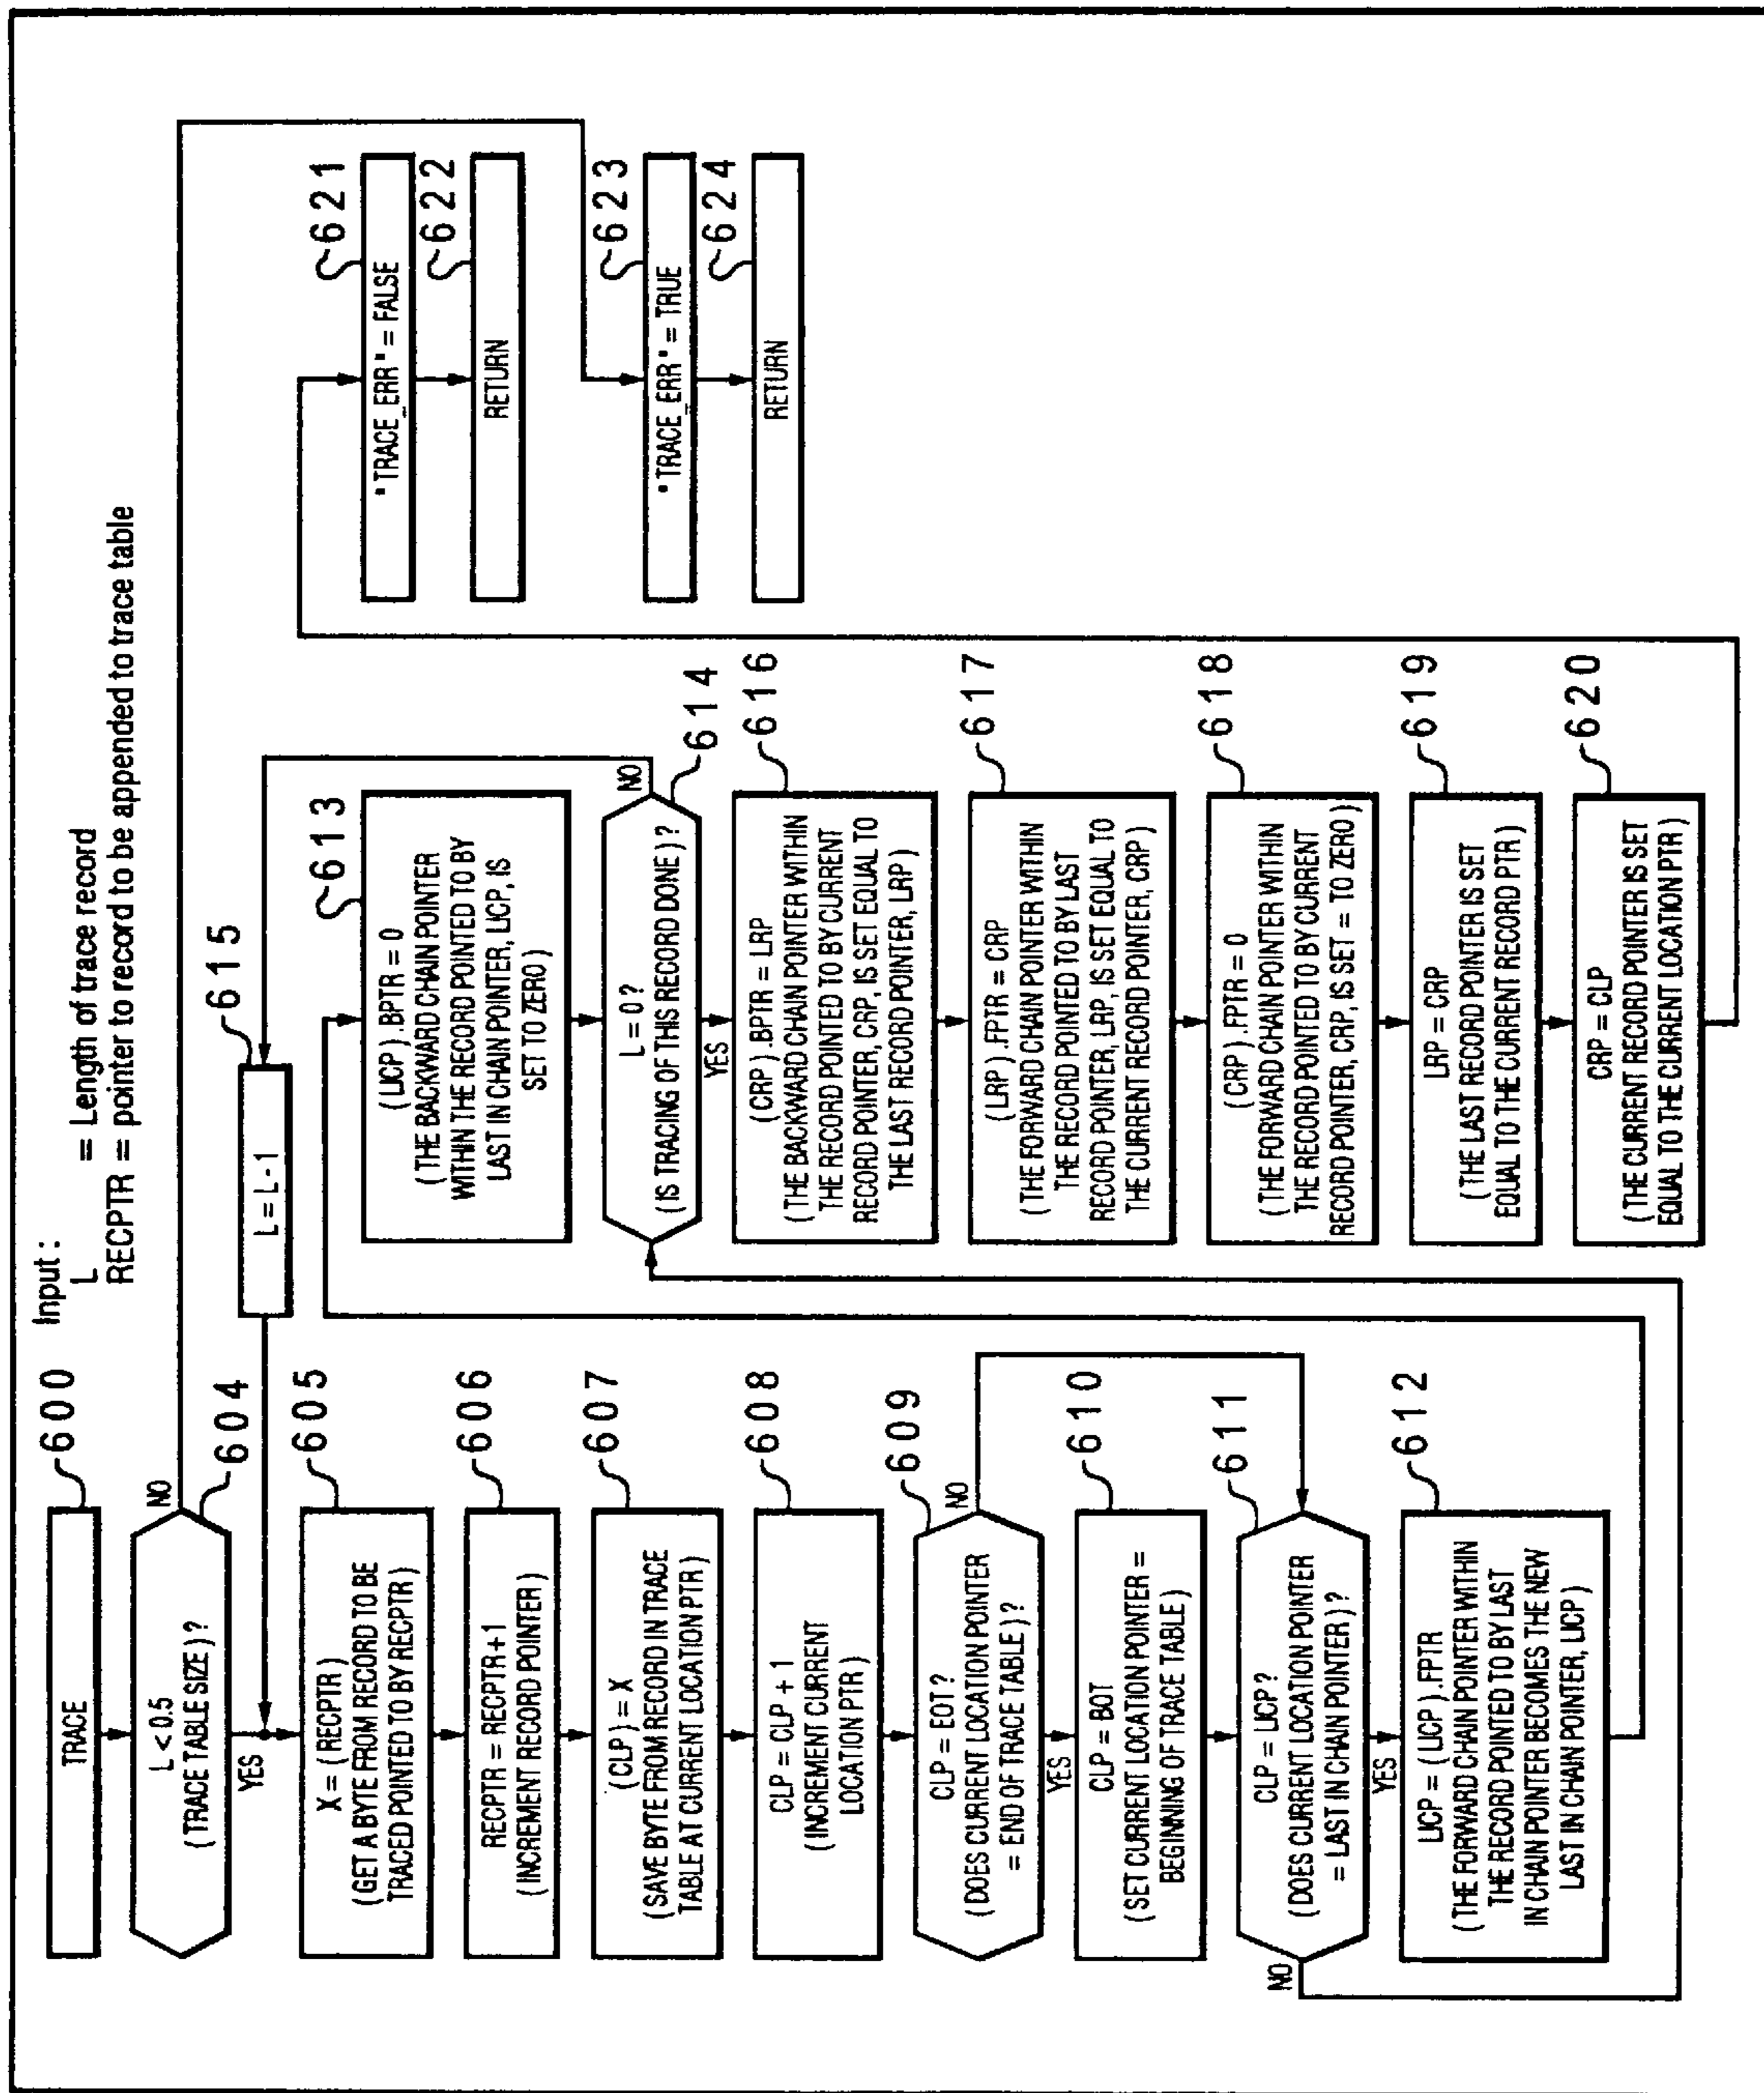 Input :
L = Length of trace record
RECPTR = pointer to record to be appended to trace table
TRACE
600
L < 0.5
(TRACE TABLE SIZE) ?
NO
604
YES
X = (RECPTR)
(GET A BYTE FROM RECORD TO BE
TRACED POINTED TO BY RECPTR)
605
RECPTR = RECPTR+1
(INCREMENT RECORD POINTER)
606
(CLP) = X
(SAVE BYTE FROM RECORD IN TRACE
TABLE AT CURRENT LOCATION PTR)
607
CLP = CLP + 1
(INCREMENT CURRENT
LOCATION PTR)
608
CLP = EOT?
(DOES CURRENT LOCATION POINTER
= END OF TRACE TABLE) ?
NO
609
YES
CLP = BOT
(SET CURRENT LOCATION POINTER =
BEGINNING OF TRACE TABLE)
610
CLP = LICP?
(DOES CURRENT LOCATION POINTER
= LAST IN CHAIN POINTER) ?
NO
611
YES
LICP = (LICP).FPTR
(THE FORWARD CHAIN POINTER WITHIN
THE RECORD POINTED TO BY LAST
IN CHAIN POINTER BECOMES THE NEW
LAST IN CHAIN POINTER, LICP)
612
L = L - 1
615
(LICP).BPTR = 0
(THE BACKWARD CHAIN POINTER
WITHIN THE RECORD POINTED TO BY
LAST IN CHAIN POINTER, LICP, IS
SET TO ZERO)
613
L = 0 ?
(IS TRACING OF THIS RECORD DONE) ?
NO
614
YES
(CRP).BPTR = LRP
(THE BACKWARD CHAIN POINTER WITHIN
THE RECORD POINTED TO BY CURRENT
RECORD POINTER, CRP, IS SET EQUAL TO
THE LAST RECORD POINTER, LRP)
616
(LRP).FPTR = CRP
(THE FORWARD CHAIN POINTER WITHIN
THE RECORD POINTED TO BY LAST
RECORD POINTER, LRP, IS SET EQUAL TO
THE CURRENT RECORD POINTER, CRP)
617
(CRP).FPTR = 0
(THE FORWARD CHAIN POINTER WITHIN
THE RECORD POINTED TO BY CURRENT
RECORD POINTER, CRP, IS SET = TO ZERO)
618
LRP = CRP
(THE LAST RECORD POINTER IS SET
EQUAL TO THE CURRENT RECORD PTR)
619
CRP = CLP
(THE CURRENT RECORD POINTER IS SET
EQUAL TO THE CURRENT LOCATION PTR)
620
"TRACE_ERR" = FALSE
621
RETURN
622
"TRACE_ERR" = TRUE
623
RETURN
624